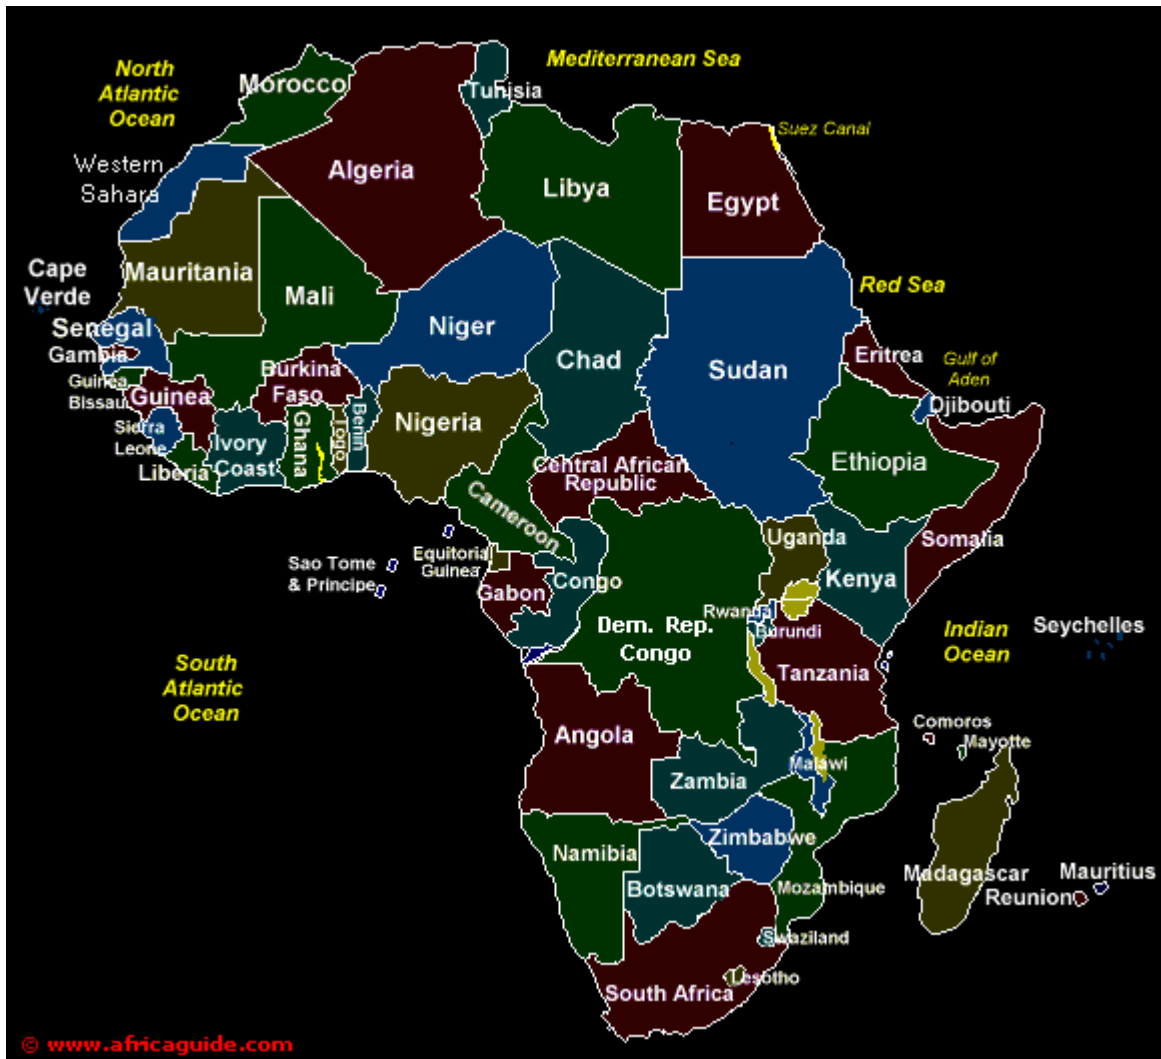 North
Atlantic
Ocean
Mediterranean Sea
Morocco
Tunisia
Suez Canal
Western
Sahara
Algeria
Libya
Egypt
Cape
Verde
Mauritania
Mali
Niger
Chad
Sudan
Red Sea
Senegal
Gambia
Guinea
Bissau
Guinea
Burkina
Faso
Eritrea
Gulf of
Aden
Djibouti
Sierra
Leone
Liberia
Ivory
Coast
Ghana
Togo
Benin
Nigeria
Central African
Republic
Ethiopia
Cameroon
Somalia
Uganda
Kenya
Sao Tome
& Principe
Equitorial
Guinea
Gabon
Congo
Rwanda
Burundi
Dem. Rep.
Congo
Tanzania
Indian
Ocean
Seychelles
South
Atlantic
Ocean
Angola
Zambia
Malawi
Comoros
Mayotte
Namibia
Zimbabwe
Botswana
Mozambique
Madagascar
Mauritius
Reunion
Swaziland
Lesotho
South Africa
© www.africaguide.com